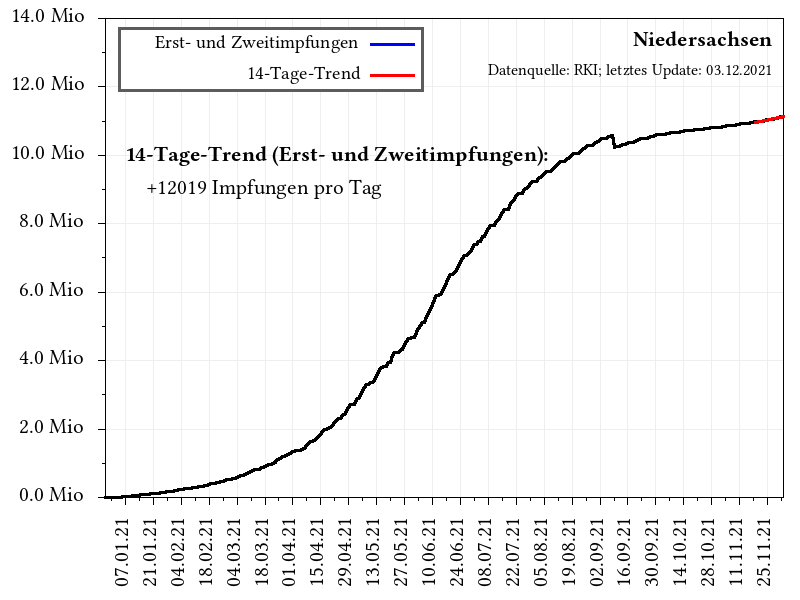 14.0 Mio
12.0 Mio
10.0 Mio
8.0 Mio
6.0 Mio
4.0 Mio
2.0 Mio
0.0 Mio
Erst- und Zweitimpfungen
14-Tage-Trend
Niedersachsen
Datenquelle: RKI; letztes Update: 03.12.2021
14-Tage-Trend (Erst- und Zweitimpfungen):
+12019 Impfungen pro Tag
07.01.21
21.01.21
04.02.21
18.02.21
04.03.21
18.03.21
01.04.21
15.04.21
29.04.21
13.05.21
27.05.21
10.06.21
24.06.21
08.07.21
22.07.21
05.08.21
19.08.21
02.09.21
16.09.21
30.09.21
14.10.21
28.10.21
11.11.21
25.11.21